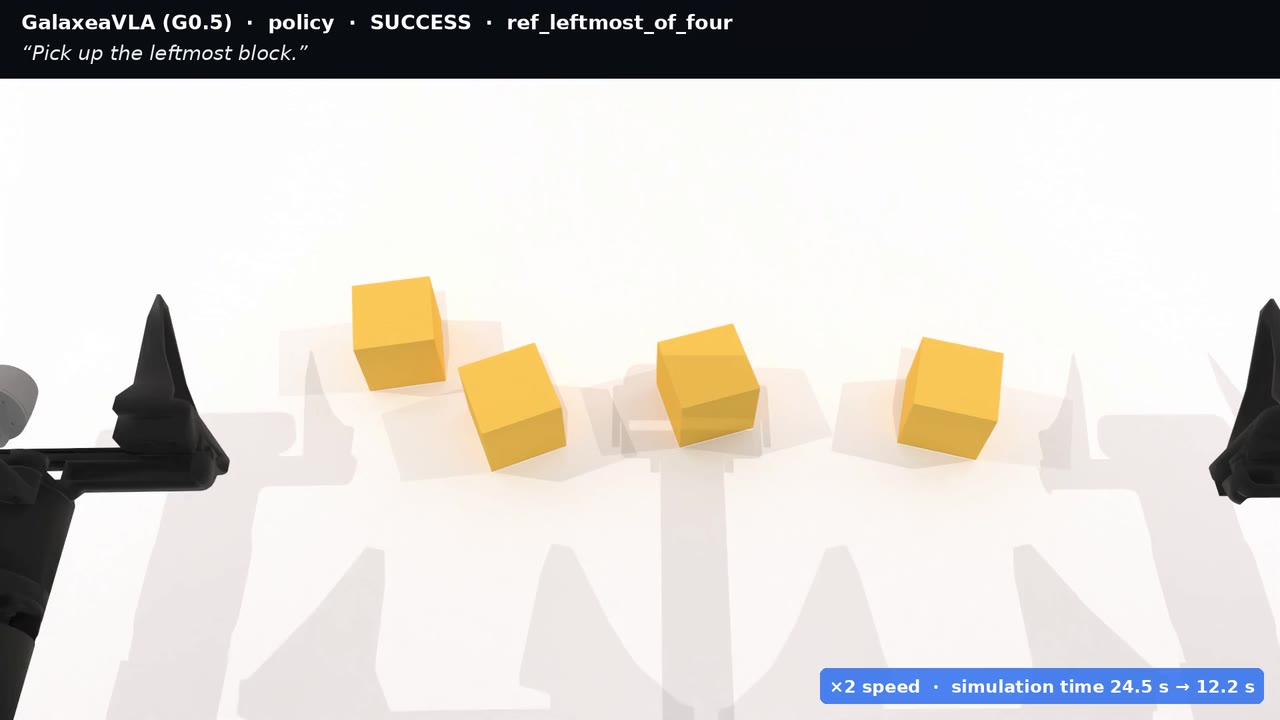 GalaxeaVLA (G0.5)  ·  policy  ·  SUCCESS  ·  ref_leftmost_of_four
“Pick up the leftmost block.”
×2 speed  ·  simulation time 24.5 s → 12.2 s